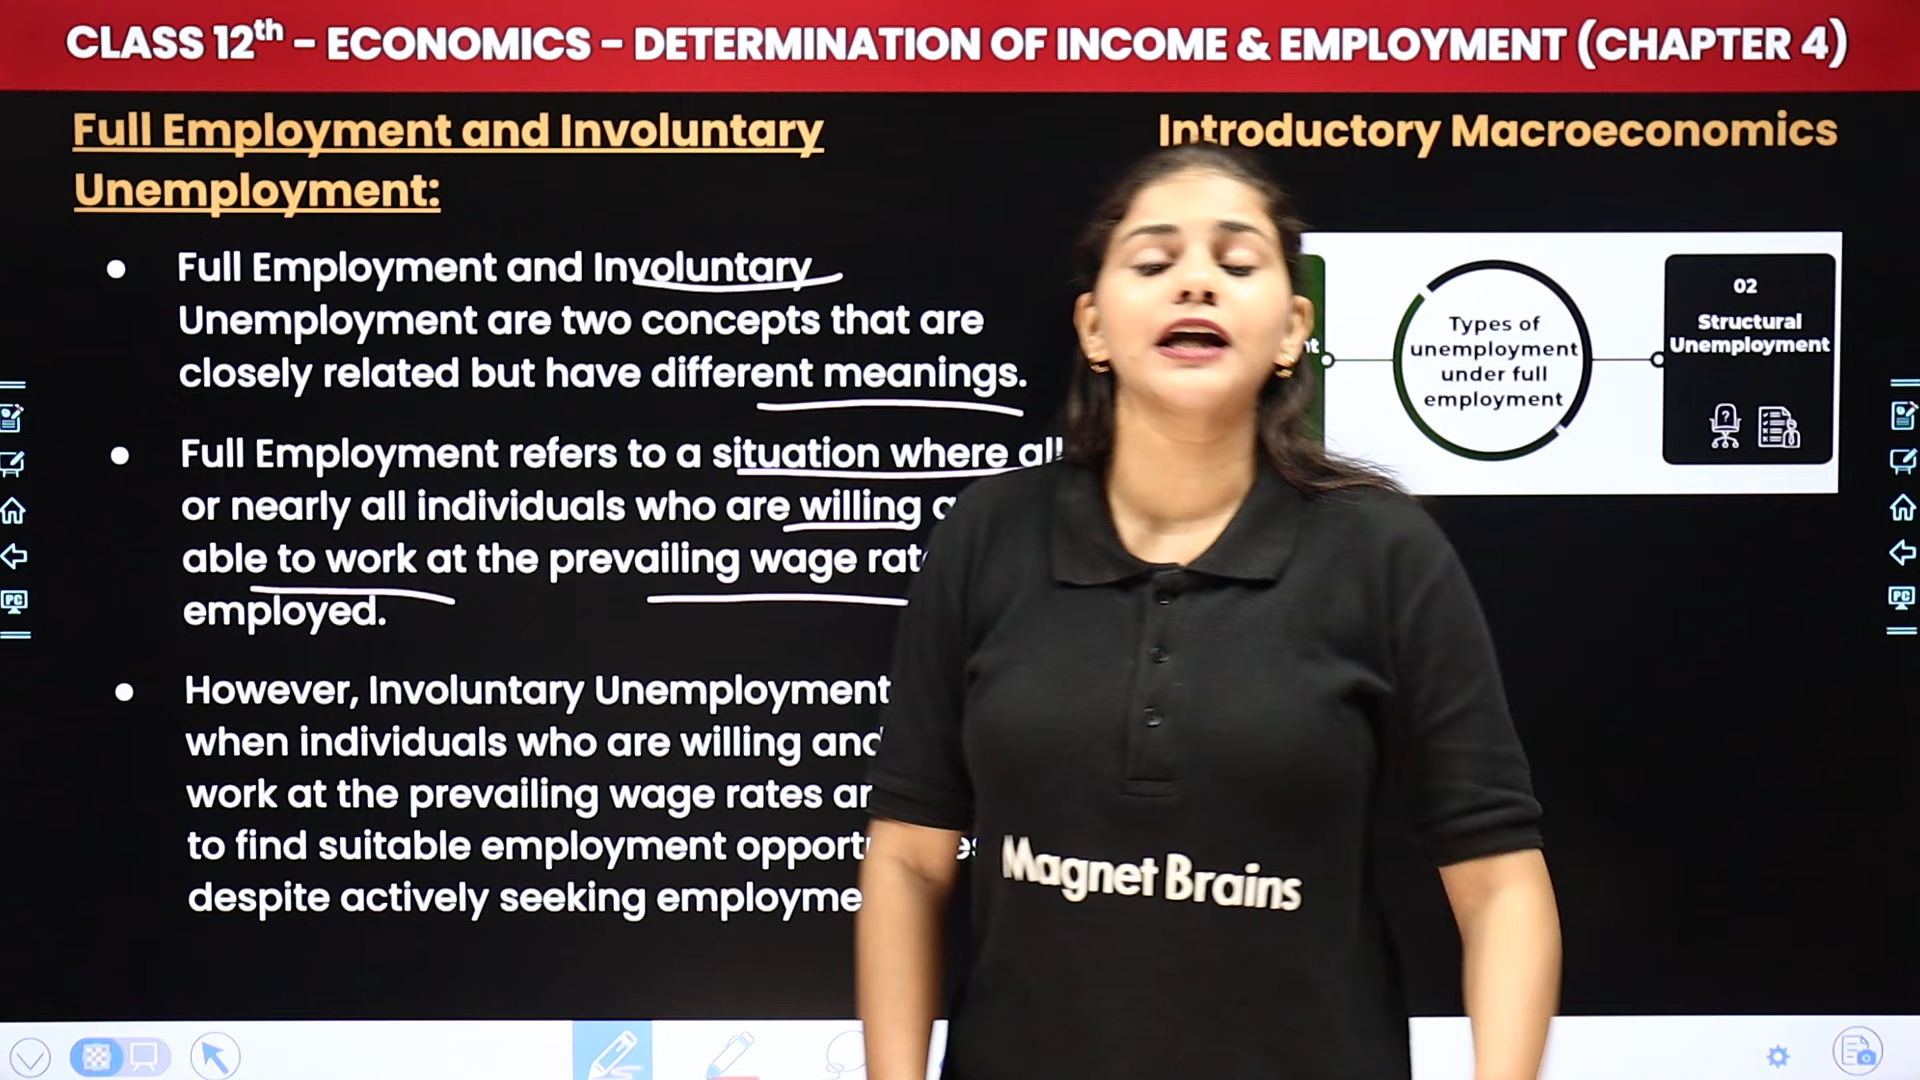 CLASS 12th - ECONOMICS - DETERMINATION OF INCOME & EMPLOYMENT (CHAPTER 4)
Full Employment and Involuntary
Unemployment:
Introductory Macroeconomics
● Full Employment and Involuntary
Unemployment are two concepts that are
closely related but have different meanings.
● Full Employment refers to a situation where all
or nearly all individuals who are willing
able to work at the prevailing wage
employed.
● However, Involuntary Unemployment
when individuals who are willing and
work at the prevailing wage rates
to find suitable employment
despite actively seeking
Types of
unemployment
under full
employment
02
Structural
Unemployment
?
PC
PC
Magnet Brains